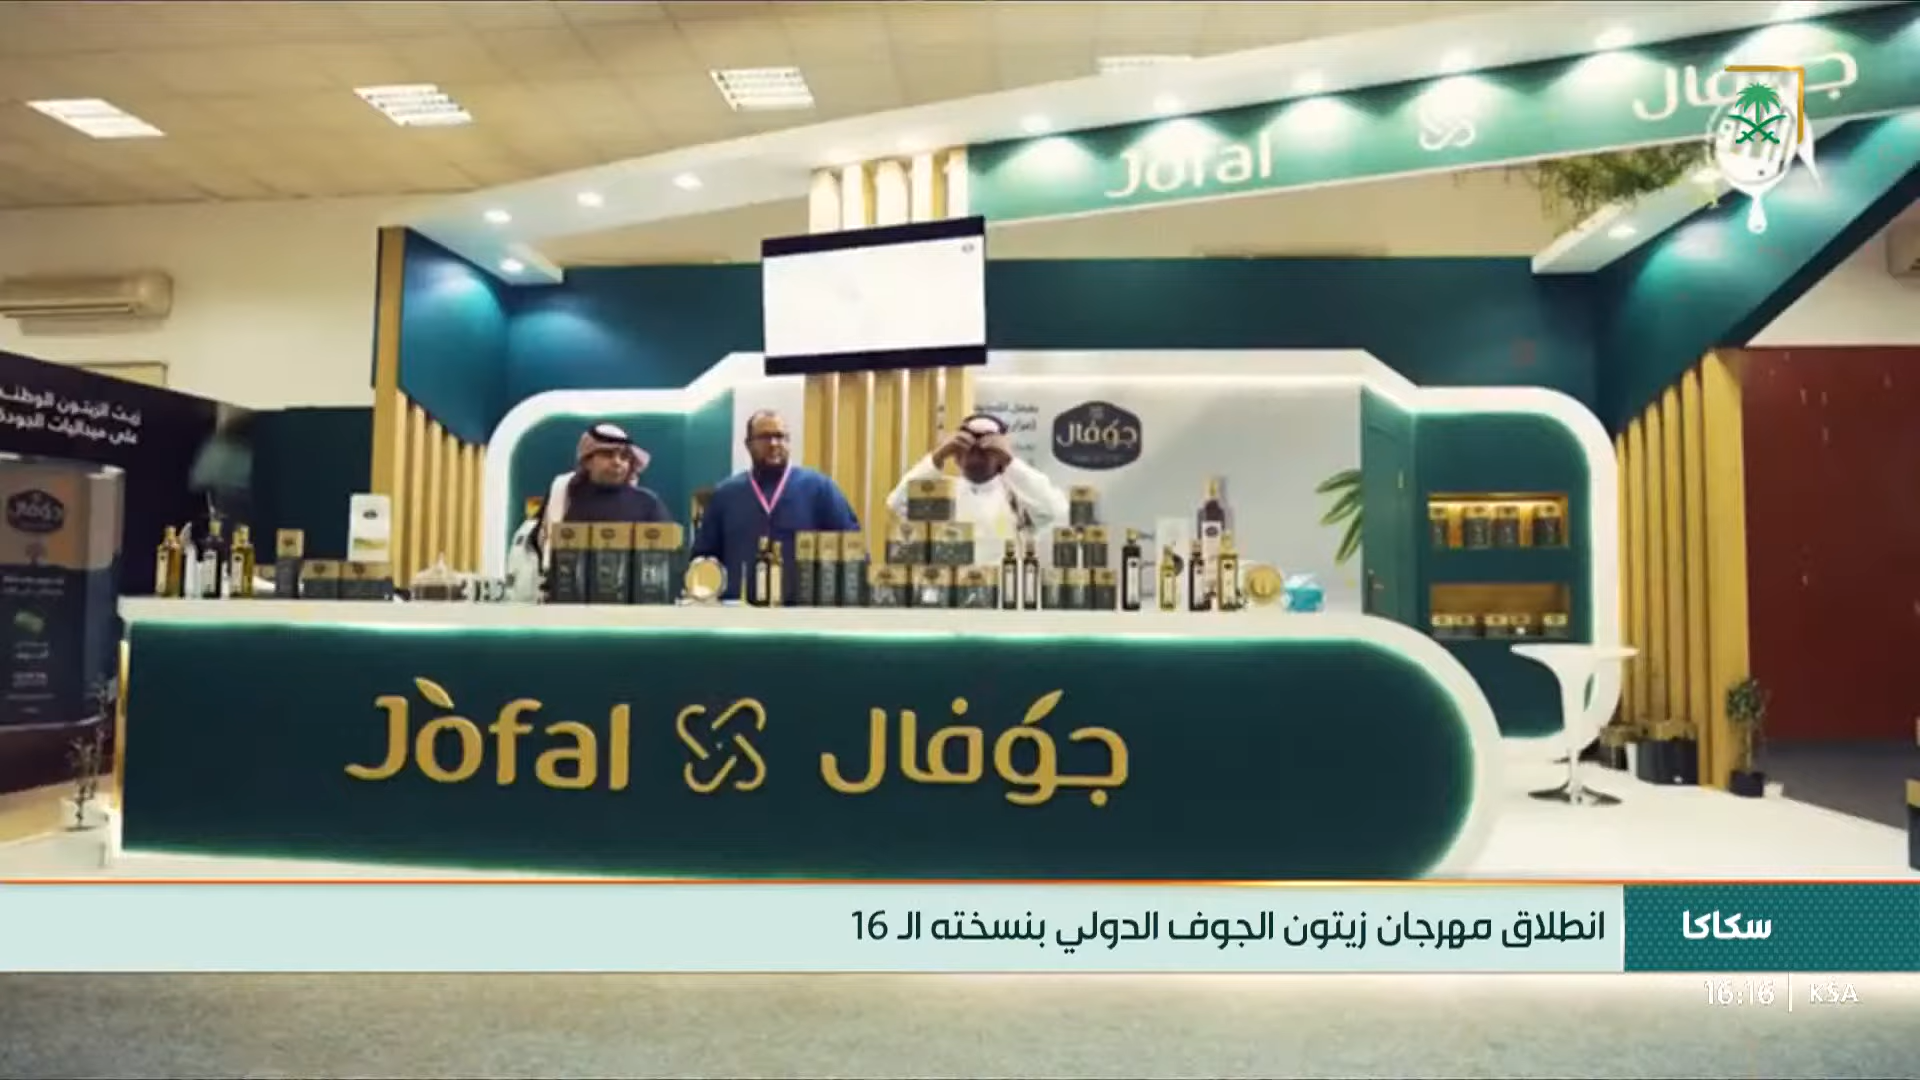 جوفال
Jofal
زيت الزيتون الوطني
على ميداليات الجودة
جوفال
جوفال
Jofal جوفال
سكاكا
انطلاق مهرجان زيتون الجوف الدولي بنسخته الـ 16
16:16 | KSA